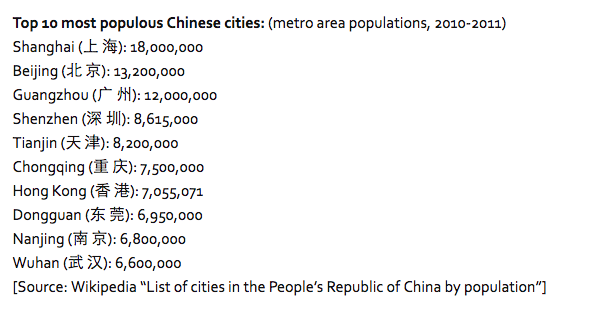 Top 10 most populous Chinese cities: (metro area populations, 2010-2011)
Shanghai (上 海): 18,000,000
Beijing (北 京): 13,200,000
Guangzhou (广 州): 12,000,000
Shenzhen (深 圳): 8,615,000
Tianjin (天 津): 8,200,000
Chongqing (重 庆): 7,500,000
Hong Kong (香 港): 7,055,071
Dongguan (东 莞): 6,950,000
Nanjing (南 京): 6,800,000
Wuhan (武 汉): 6,600,000
[Source: Wikipedia “List of cities in the People’s Republic of China by population”]